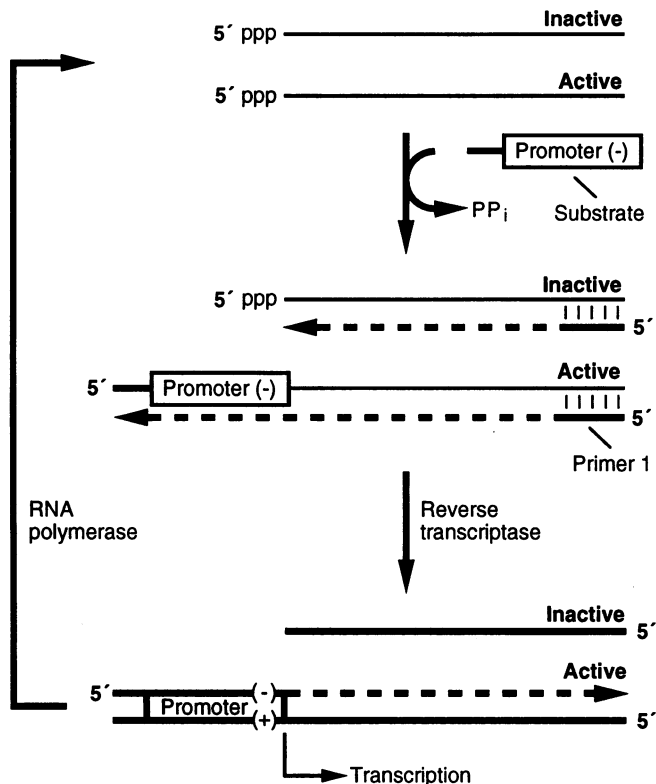 Inactive
5´ ppp
Active
5´ ppp
Promoter (-)
PPi
Substrate
Inactive
5´ ppp
5´
Active
5´ Promoter (-)
5´
Primer 1
RNA
polymerase
Reverse
transcriptase
Inactive
5´
Active
5´ (-)
Promoter
(+)
Transcription